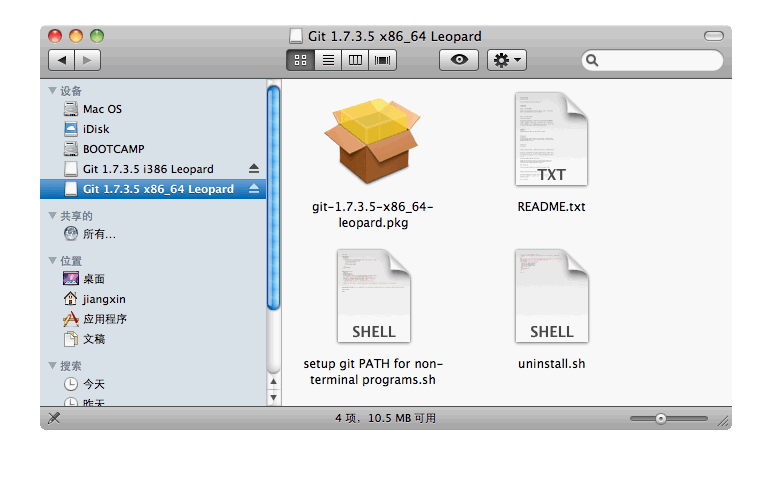 Git 1.7.3.5 x86_64 Leopard
设备
Mac OS
iDisk
BOOTCAMP
Git 1.7.3.5 i386 Leopard
Git 1.7.3.5 x86_64 Leopard
共享的
所有...
位置
桌面
jiangxin
应用程序
文稿
搜索
今天
昨天
TXT
git-1.7.3.5-x86_64-
leopard.pkg
README.txt
SHELL
SHELL
setup git PATH for non-
terminal programs.sh
uninstall.sh
4 项，10.5 MB 可用